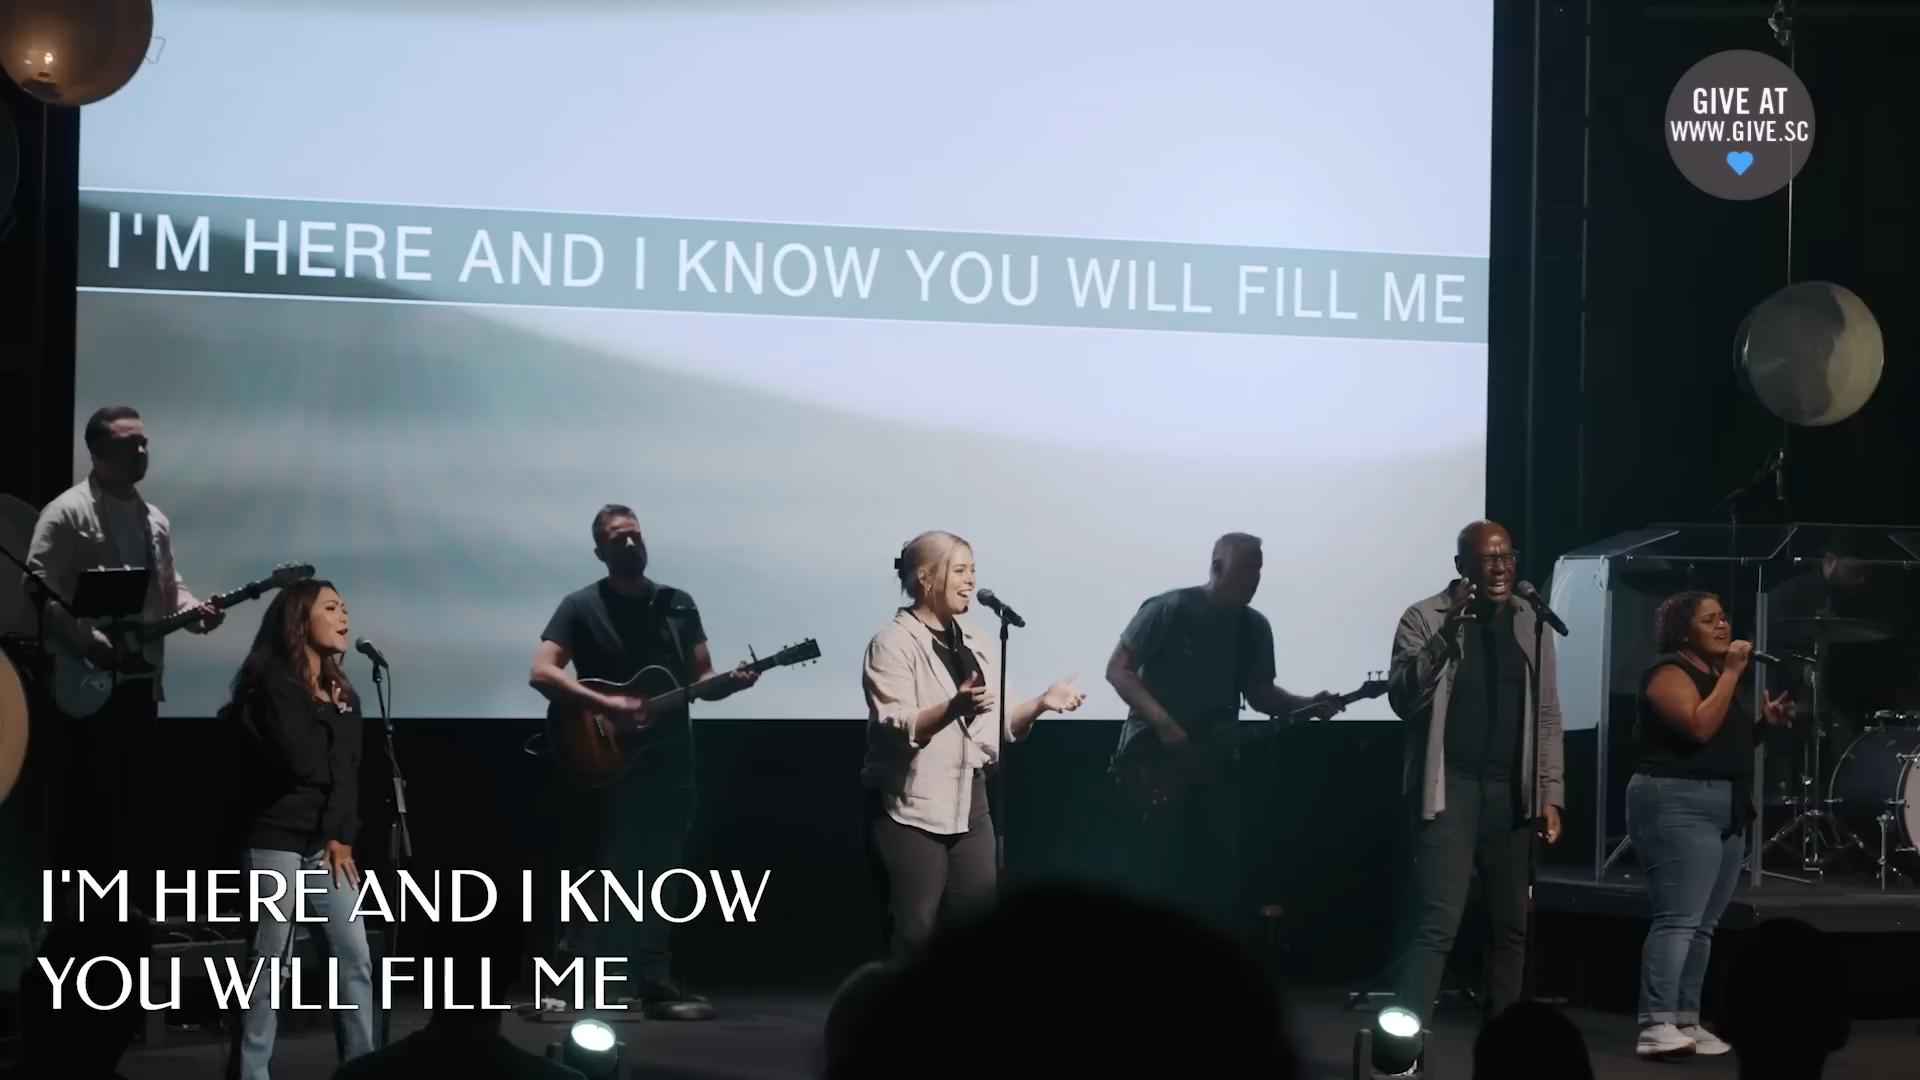 GIVE AT
WWW.GIVE.SC
I'M HERE AND I KNOW YOU WILL FILL ME
I'M HERE AND I KNOW
YOU WILL FILL ME